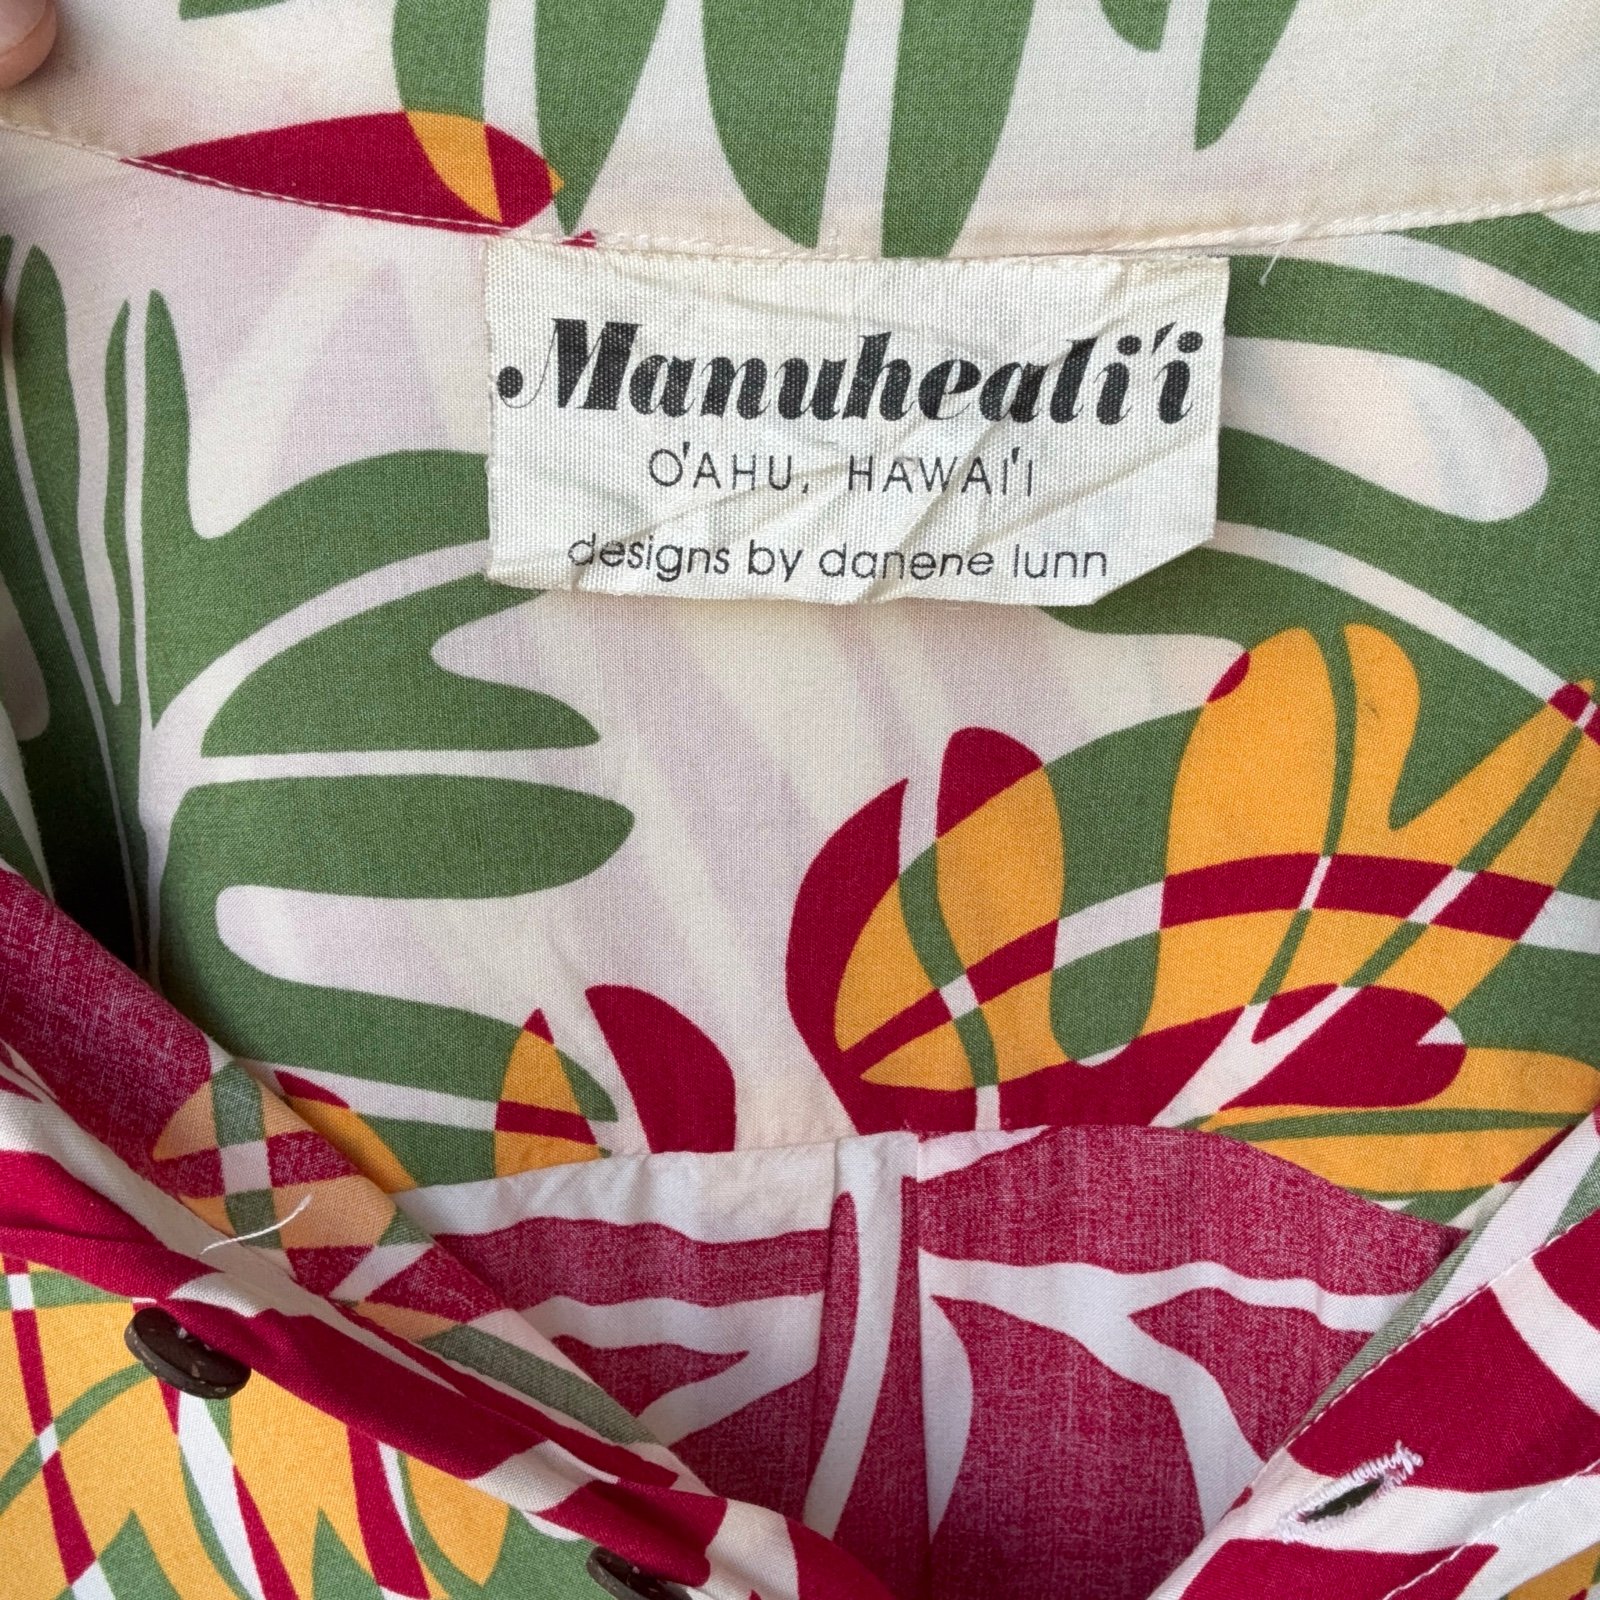 Manuheali'i
O'AHU, HAWAI'I
designs by danene lunn